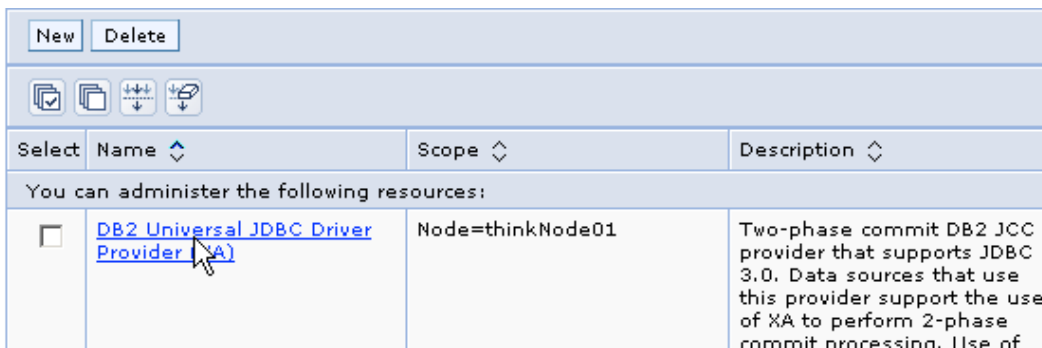 New Delete
Select Name Scope Description
You can administer the following resources:
DB2 Universal JDBC Driver Node=thinkNode01 Two-phase commit DB2 JCC
Provider (XA) provider that supports JDBC
3.0. Data sources that use
this provider support the use
of XA to perform 2-phase
commit processing. Use of